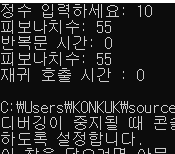 정수 입력하세요: 10
피보나치수: 55
반복문 시간: 0
피보나치수: 55
재귀 호출 시간 : 0
C:₩Users₩KONKUK₩source
디버깅이 중지될 때 콘솔
하도록 설정합니다.